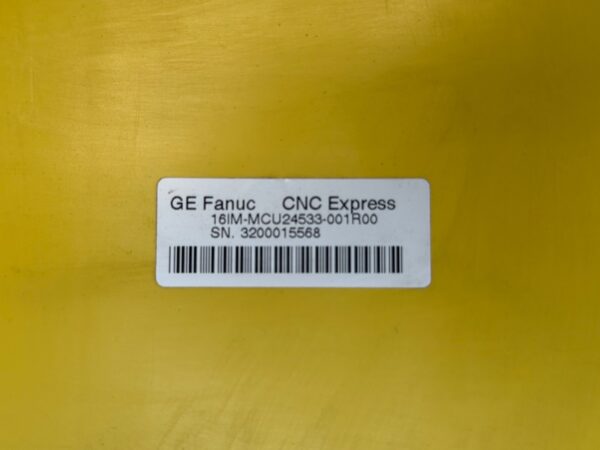 GE Fanuc CNC Express
16IM-MCU24533-001R00
SN. 3200015568